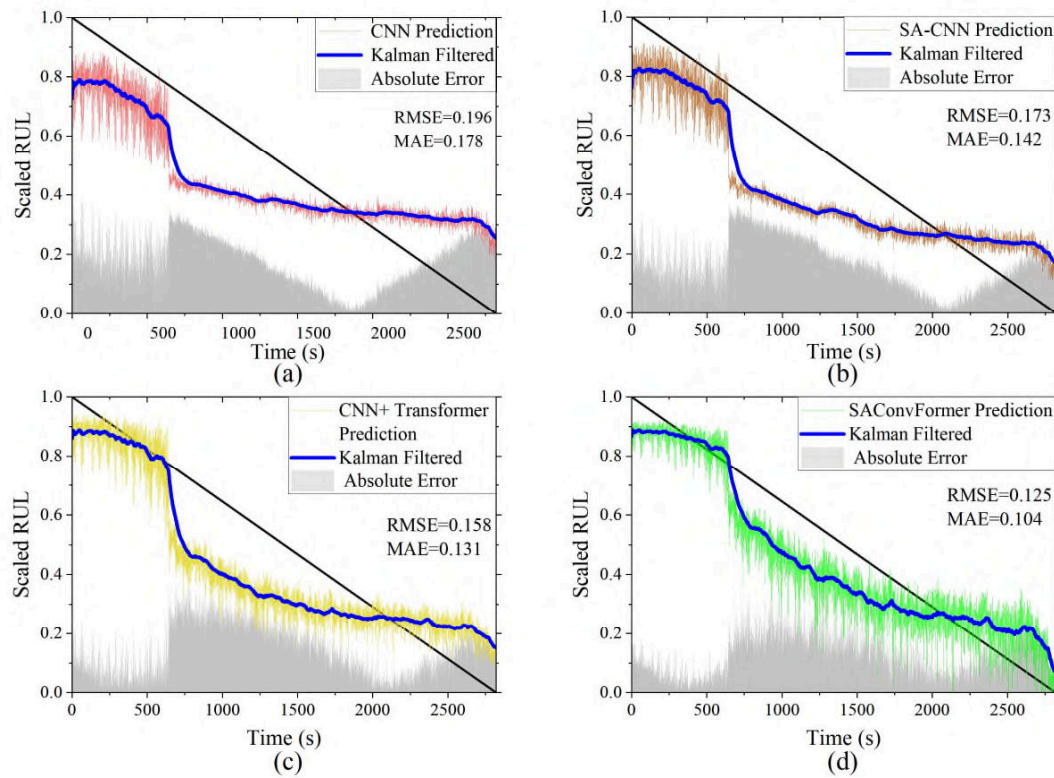 1.0
0.8
0.6
0.4
0.2
0.0
Scaled RUL
CNN Prediction
Kalman Filtered
Absolute Error
RMSE=0.196
MAE=0.178
0 500 1000 1500 2000 2500
Time (s)
(a)
1.0
0.8
0.6
0.4
0.2
0.0
Scaled RUL
SA-CNN Prediction
Kalman Filtered
Absolute Error
RMSE=0.173
MAE=0.142
0 500 1000 1500 2000 2500
Time (s)
(b)
1.0
0.8
0.6
0.4
0.2
0.0
Scaled RUL
CNN+ Transformer
Prediction
Kalman Filtered
Absolute Error
RMSE=0.158
MAE=0.131
0 500 1000 1500 2000 2500
Time (s)
(c)
1.0
0.8
0.6
0.4
0.2
0.0
Scaled RUL
SAConvFormer Prediction
Kalman Filtered
Absolute Error
RMSE=0.125
MAE=0.104
0 500 1000 1500 2000 2500
Time (s)
(d)